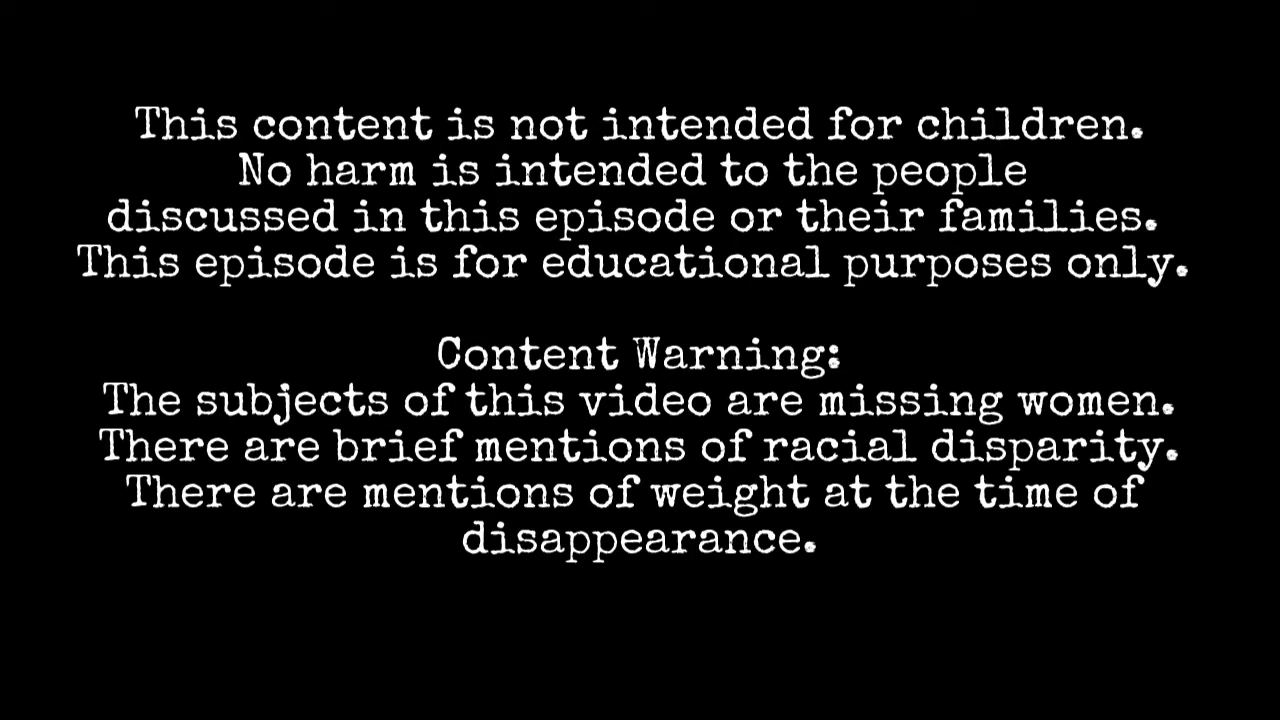 This content is not intended for children.
No harm is intended to the people
discussed in this episode or their families.
This episode is for educational purposes only.
Content Warning:
The subjects of this video are missing women.
There are brief mentions of racial disparity.
There are mentions of weight at the time of
disappearance.